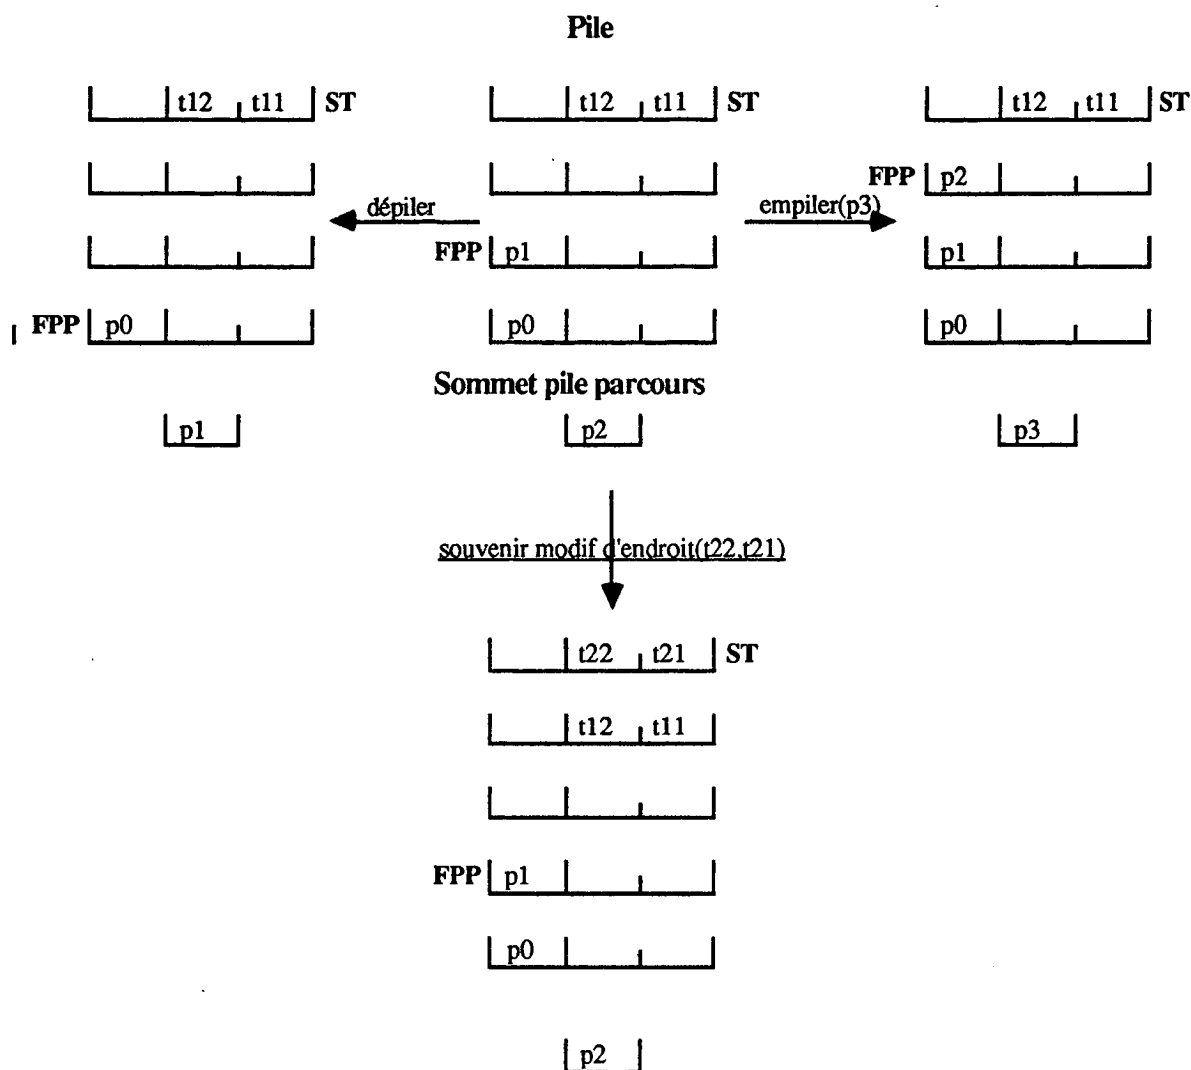 Pile
t12 t11 ST t12 t11 ST t12 t11 ST
FPP p2
dépiler empiler(p3)
FPP p1 p1
FPP p0 p0 p0
Sommet pile parcours
p1 p2 p3
souvenir modif d'endroit(t22,t21)
t22 t21 ST
t12 t11
FPP p1
p0
p2